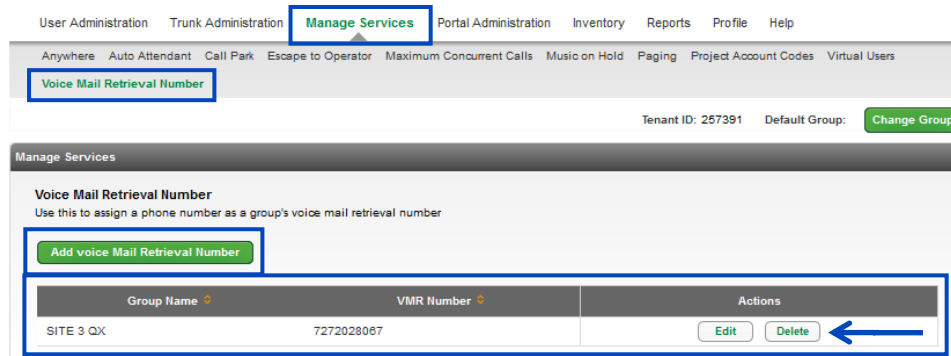 User Administration Trunk Administration Manage Services Portal Administration Inventory Reports Profile Help
Anywhere Auto Attendant Call Park Escape to Operator Maximum Concurrent Calls Music on Hold Paging Project Account Codes Virtual Users
Voice Mail Retrieval Number
Tenant ID: 257391 Default Group: Change Group
Manage Services
Voice Mail Retrieval Number
Use this to assign a phone number as a group's voice mail retrieval number
Add voice Mail Retrieval Number
Group Name VMR Number Actions
SITE 3 QX 7272028067 Edit Delete